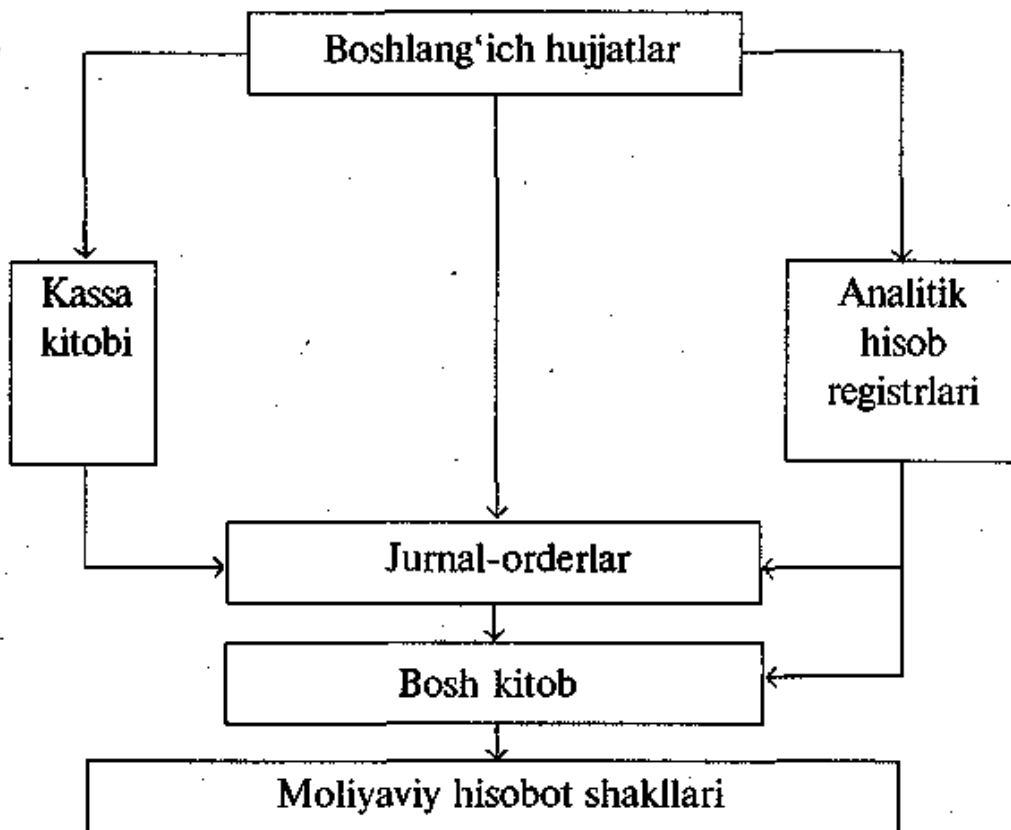 Boshlang‘ich hujjatlar
Kassa
kitobi
Analitik
hisob
registrlari
Jurnal-orderlar
Bosh kitob
Moliyaviy hisobot shakllari